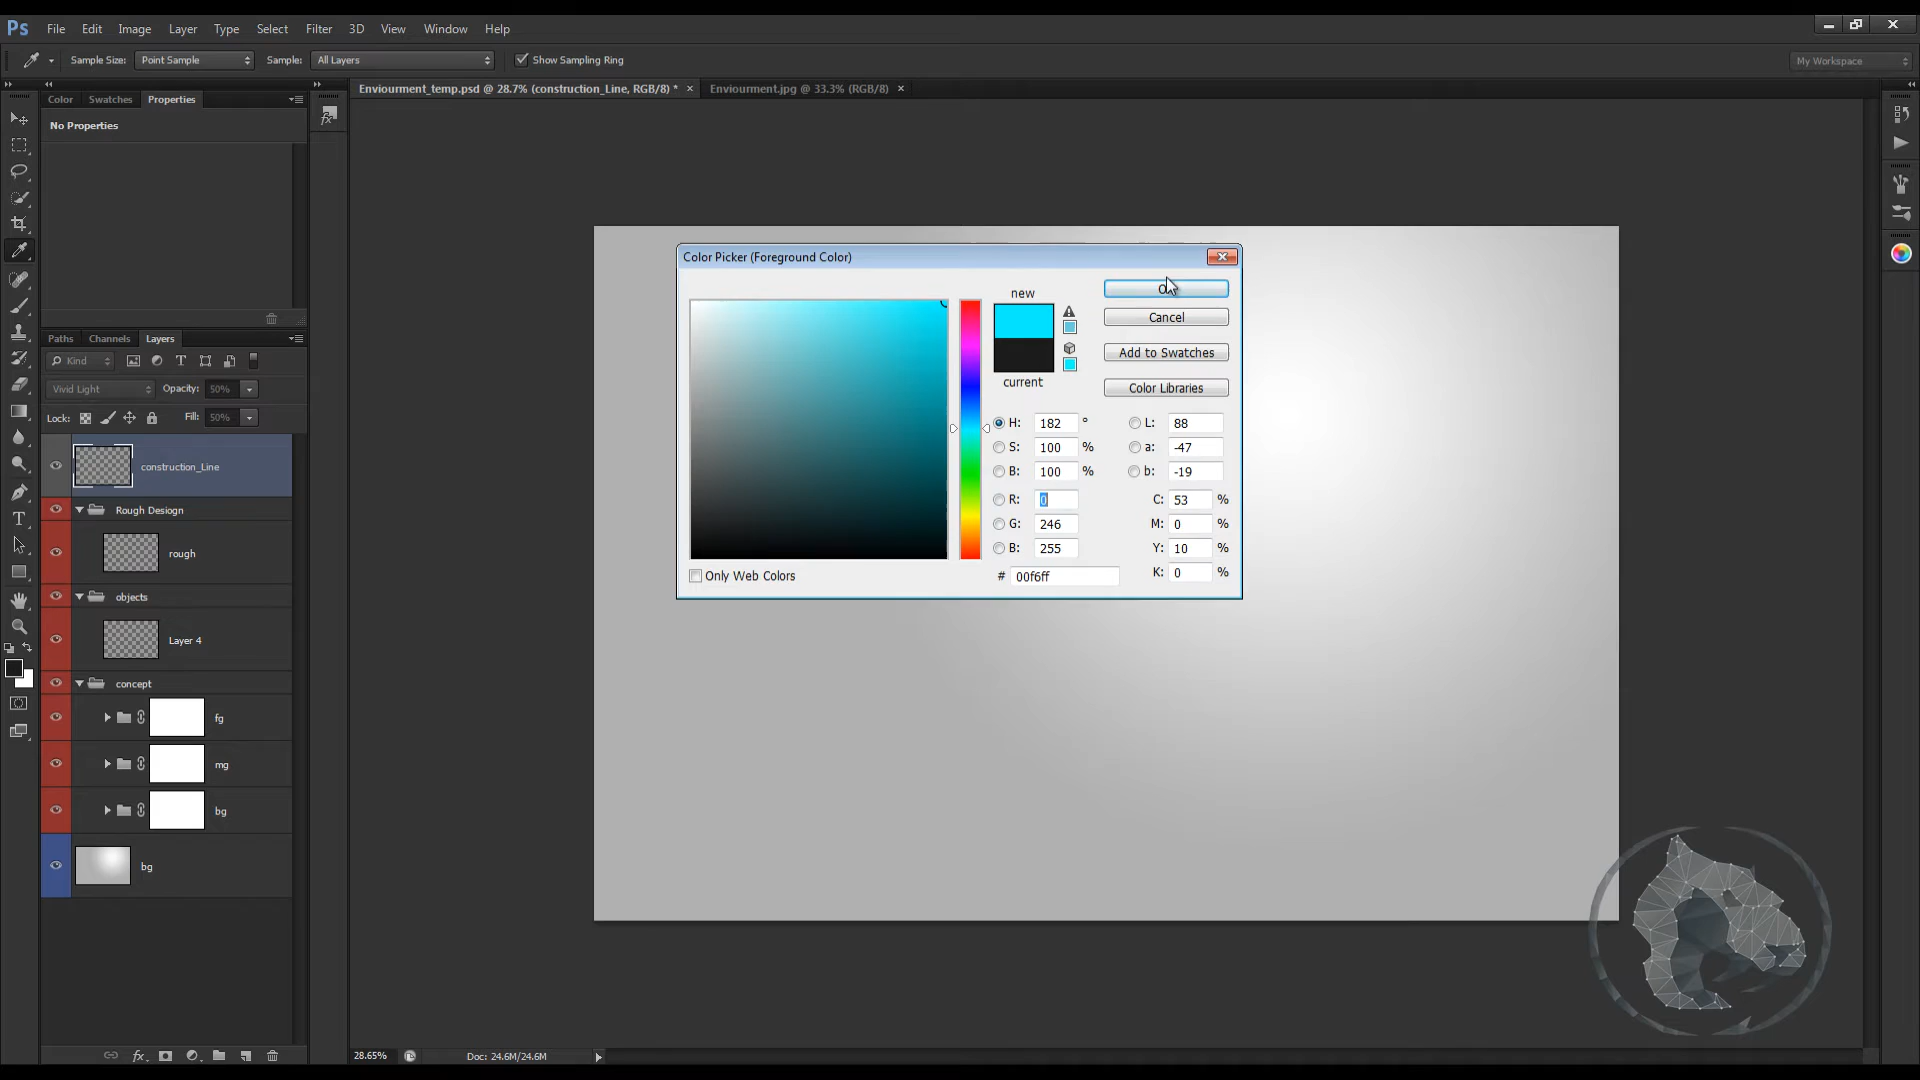 Ps File Edit Image Layer Type Select Filter 3D View Window Help
Sample Size: Point Sample Sample: All Layers Show Sampling Ring My Workspace
Color Swatches Properties
Enviourment_temp.psd @ 28.7% (construction_Line, RGB/8) * × Enviourment.jpg @ 33.3% (RGB/8) ×
No Properties
Paths Channels Layers
Kind
Vivid Light Opacity: 50%
Lock: Fill: 50%
construction_Line
Rough Desiogn
rough
objects
Layer 4
concept
fg
mg
bg
bg
Color Picker (Foreground Color)
new
current
Cancel
Add to Swatches
Color Libraries
H: 182 ° L: 88
S: 100 % a: -47
B: 100 % b: -19
R: 0 C: 53 %
G: 246 M: 0 %
B: 255 Y: 10 %
# 00f6ff K: 0 %
Only Web Colors
fx
28.65% Doc: 24.6M/24.6M